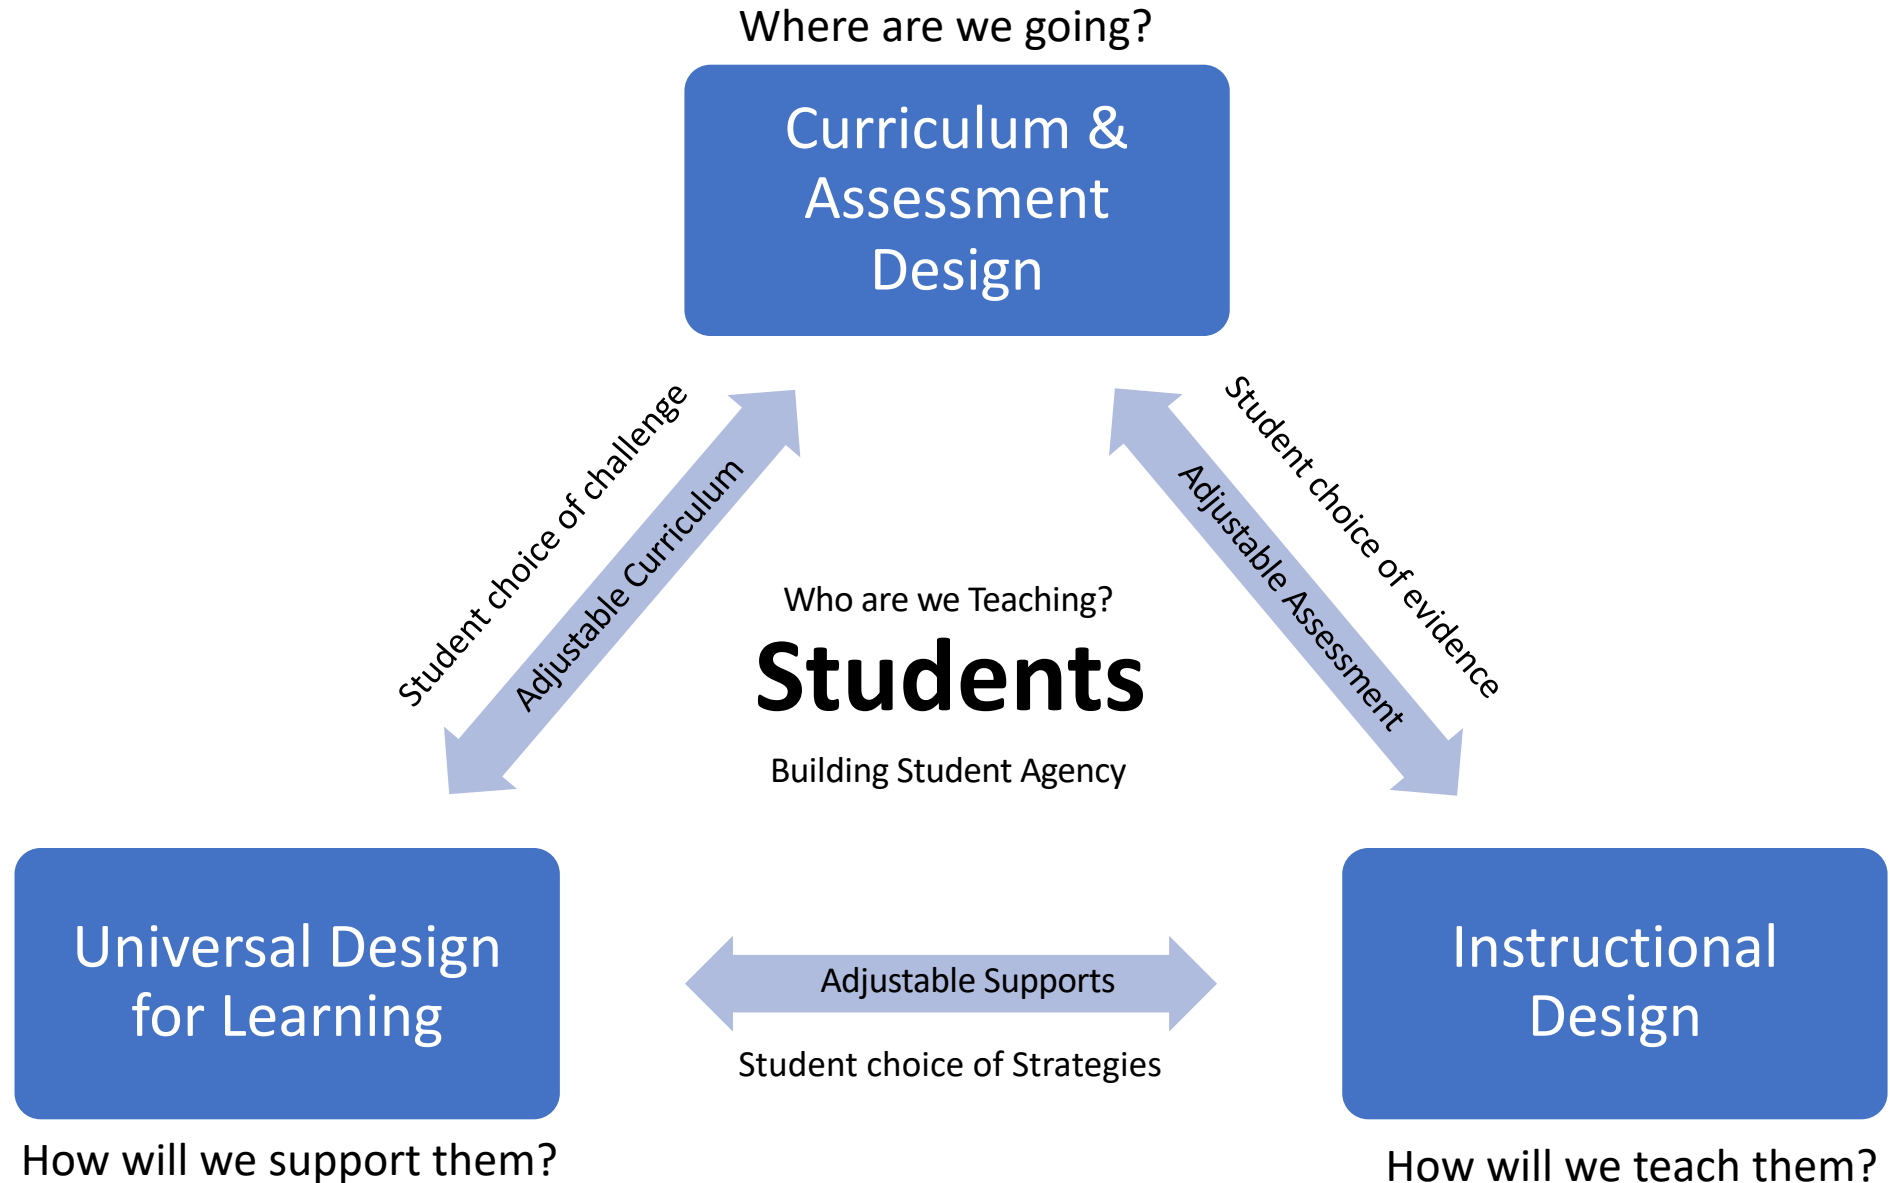 Where are we going?
Curriculum &
Assessment
Design
Student choice of challenge
Adjustable Curriculum
Adjustable Assessment
Student choice of evidence
Who are we Teaching?
Students
Building Student Agency
Universal Design
for Learning
Adjustable Supports
Student choice of Strategies
Instructional
Design
How will we support them?
How will we teach them?